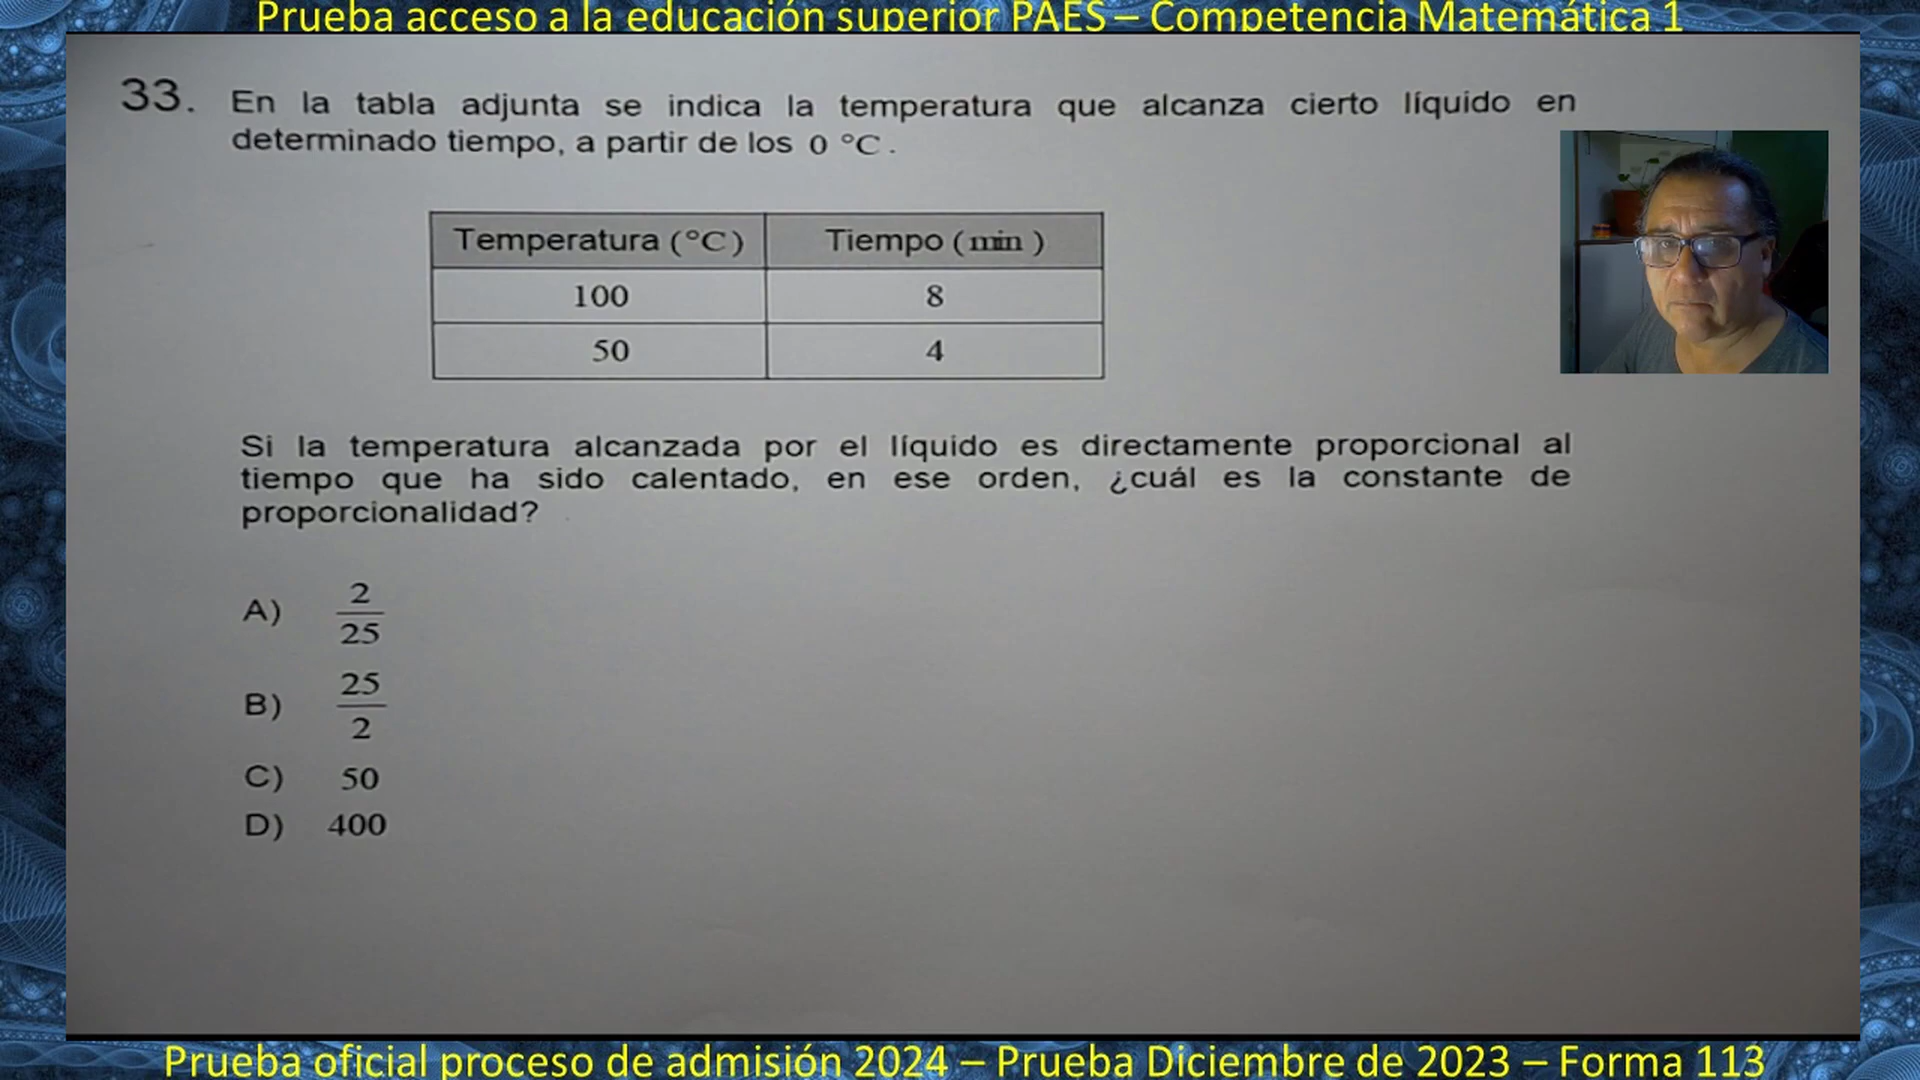 Prueba acceso a la educación superior PAES – Competencia Matemática 1
33. En la tabla adjunta se indica la temperatura que alcanza cierto líquido en
determinado tiempo, a partir de los 0 °C.
Temperatura (°C) Tiempo (min)
100 8
50 4
Si la temperatura alcanzada por el líquido es directamente proporcional al
tiempo que ha sido calentado, en ese orden, ¿cuál es la constante de
proporcionalidad?
A) 2/25
B) 25/2
C) 50
D) 400
Prueba oficial proceso de admisión 2024 – Prueba Diciembre de 2023 – Forma 113